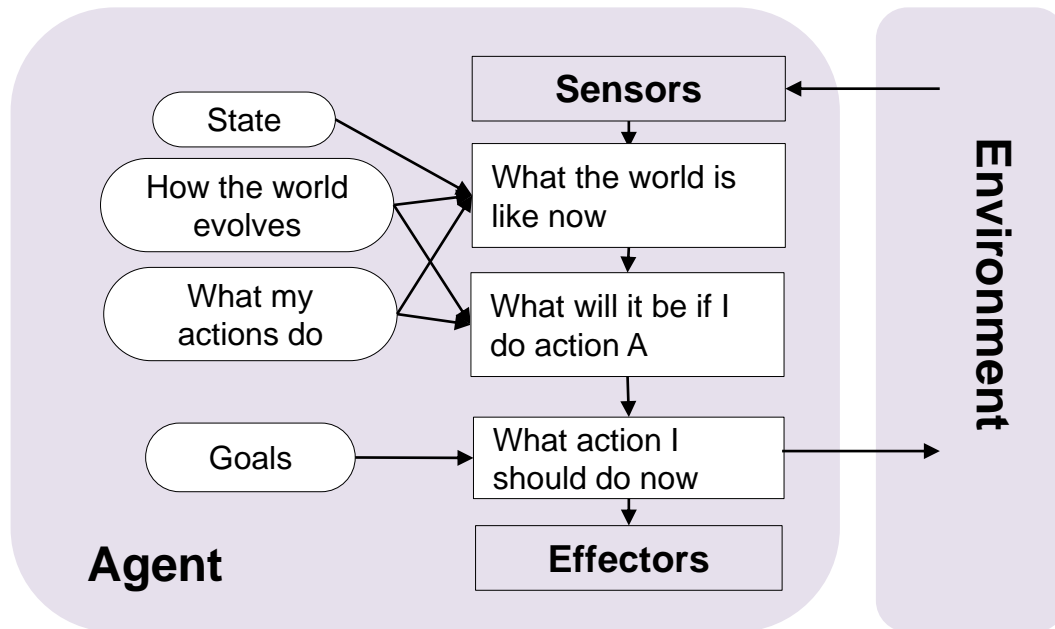 Sensors
State
What the world is
like now
How the world
evolves
What my
actions do
What will it be if I
do action A
Goals
What action I
should do now
Effectors
Agent
Environment